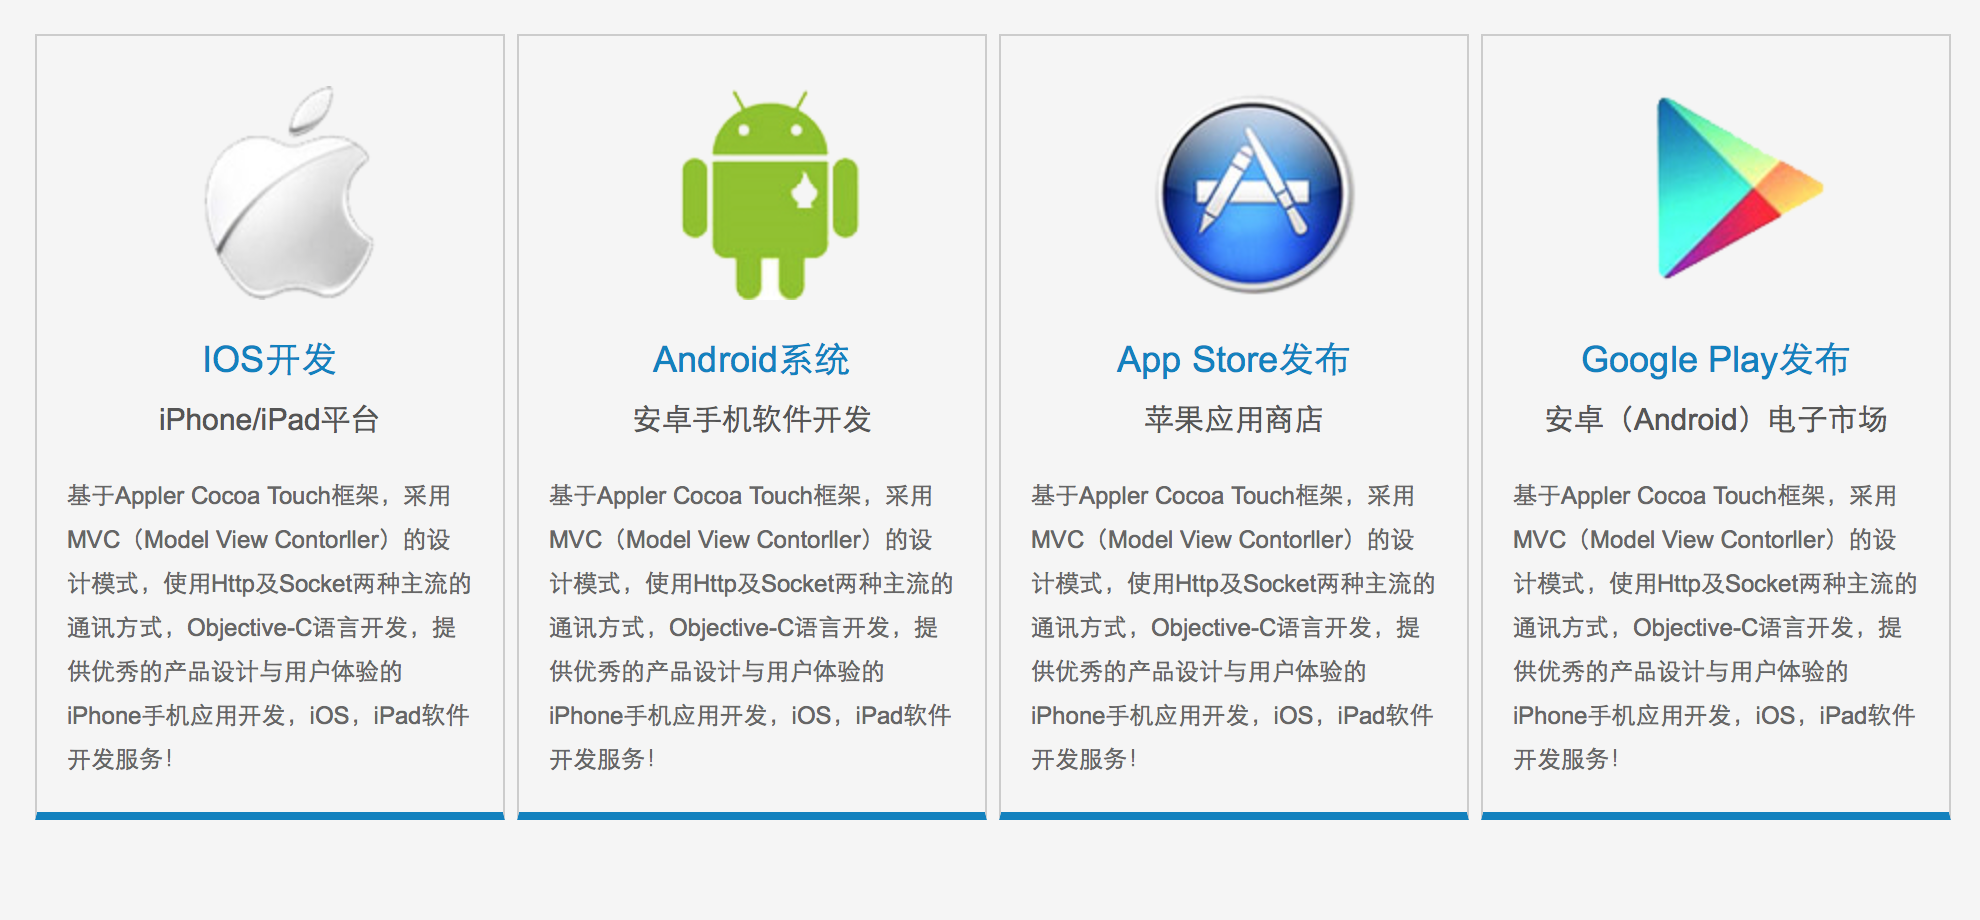 IOS开发
iPhone/iPad平台
基于Appler Cocoa Touch框架，采用
MVC（Model View Contorller）的设
计模式，使用Http及Socket两种主流的
通讯方式，Objective-C语言开发，提
供优秀的产品设计与用户体验的
iPhone手机应用开发，iOS，iPad软件
开发服务！
Android系统
安卓手机软件开发
基于Appler Cocoa Touch框架，采用
MVC（Model View Contorller）的设
计模式，使用Http及Socket两种主流的
通讯方式，Objective-C语言开发，提
供优秀的产品设计与用户体验的
iPhone手机应用开发，iOS，iPad软件
开发服务！
App Store发布
苹果应用商店
基于Appler Cocoa Touch框架，采用
MVC（Model View Contorller）的设
计模式，使用Http及Socket两种主流的
通讯方式，Objective-C语言开发，提
供优秀的产品设计与用户体验的
iPhone手机应用开发，iOS，iPad软件
开发服务！
Google Play发布
安卓（Android）电子市场
基于Appler Cocoa Touch框架，采用
MVC（Model View Contorller）的设
计模式，使用Http及Socket两种主流的
通讯方式，Objective-C语言开发，提
供优秀的产品设计与用户体验的
iPhone手机应用开发，iOS，iPad软件
开发服务！